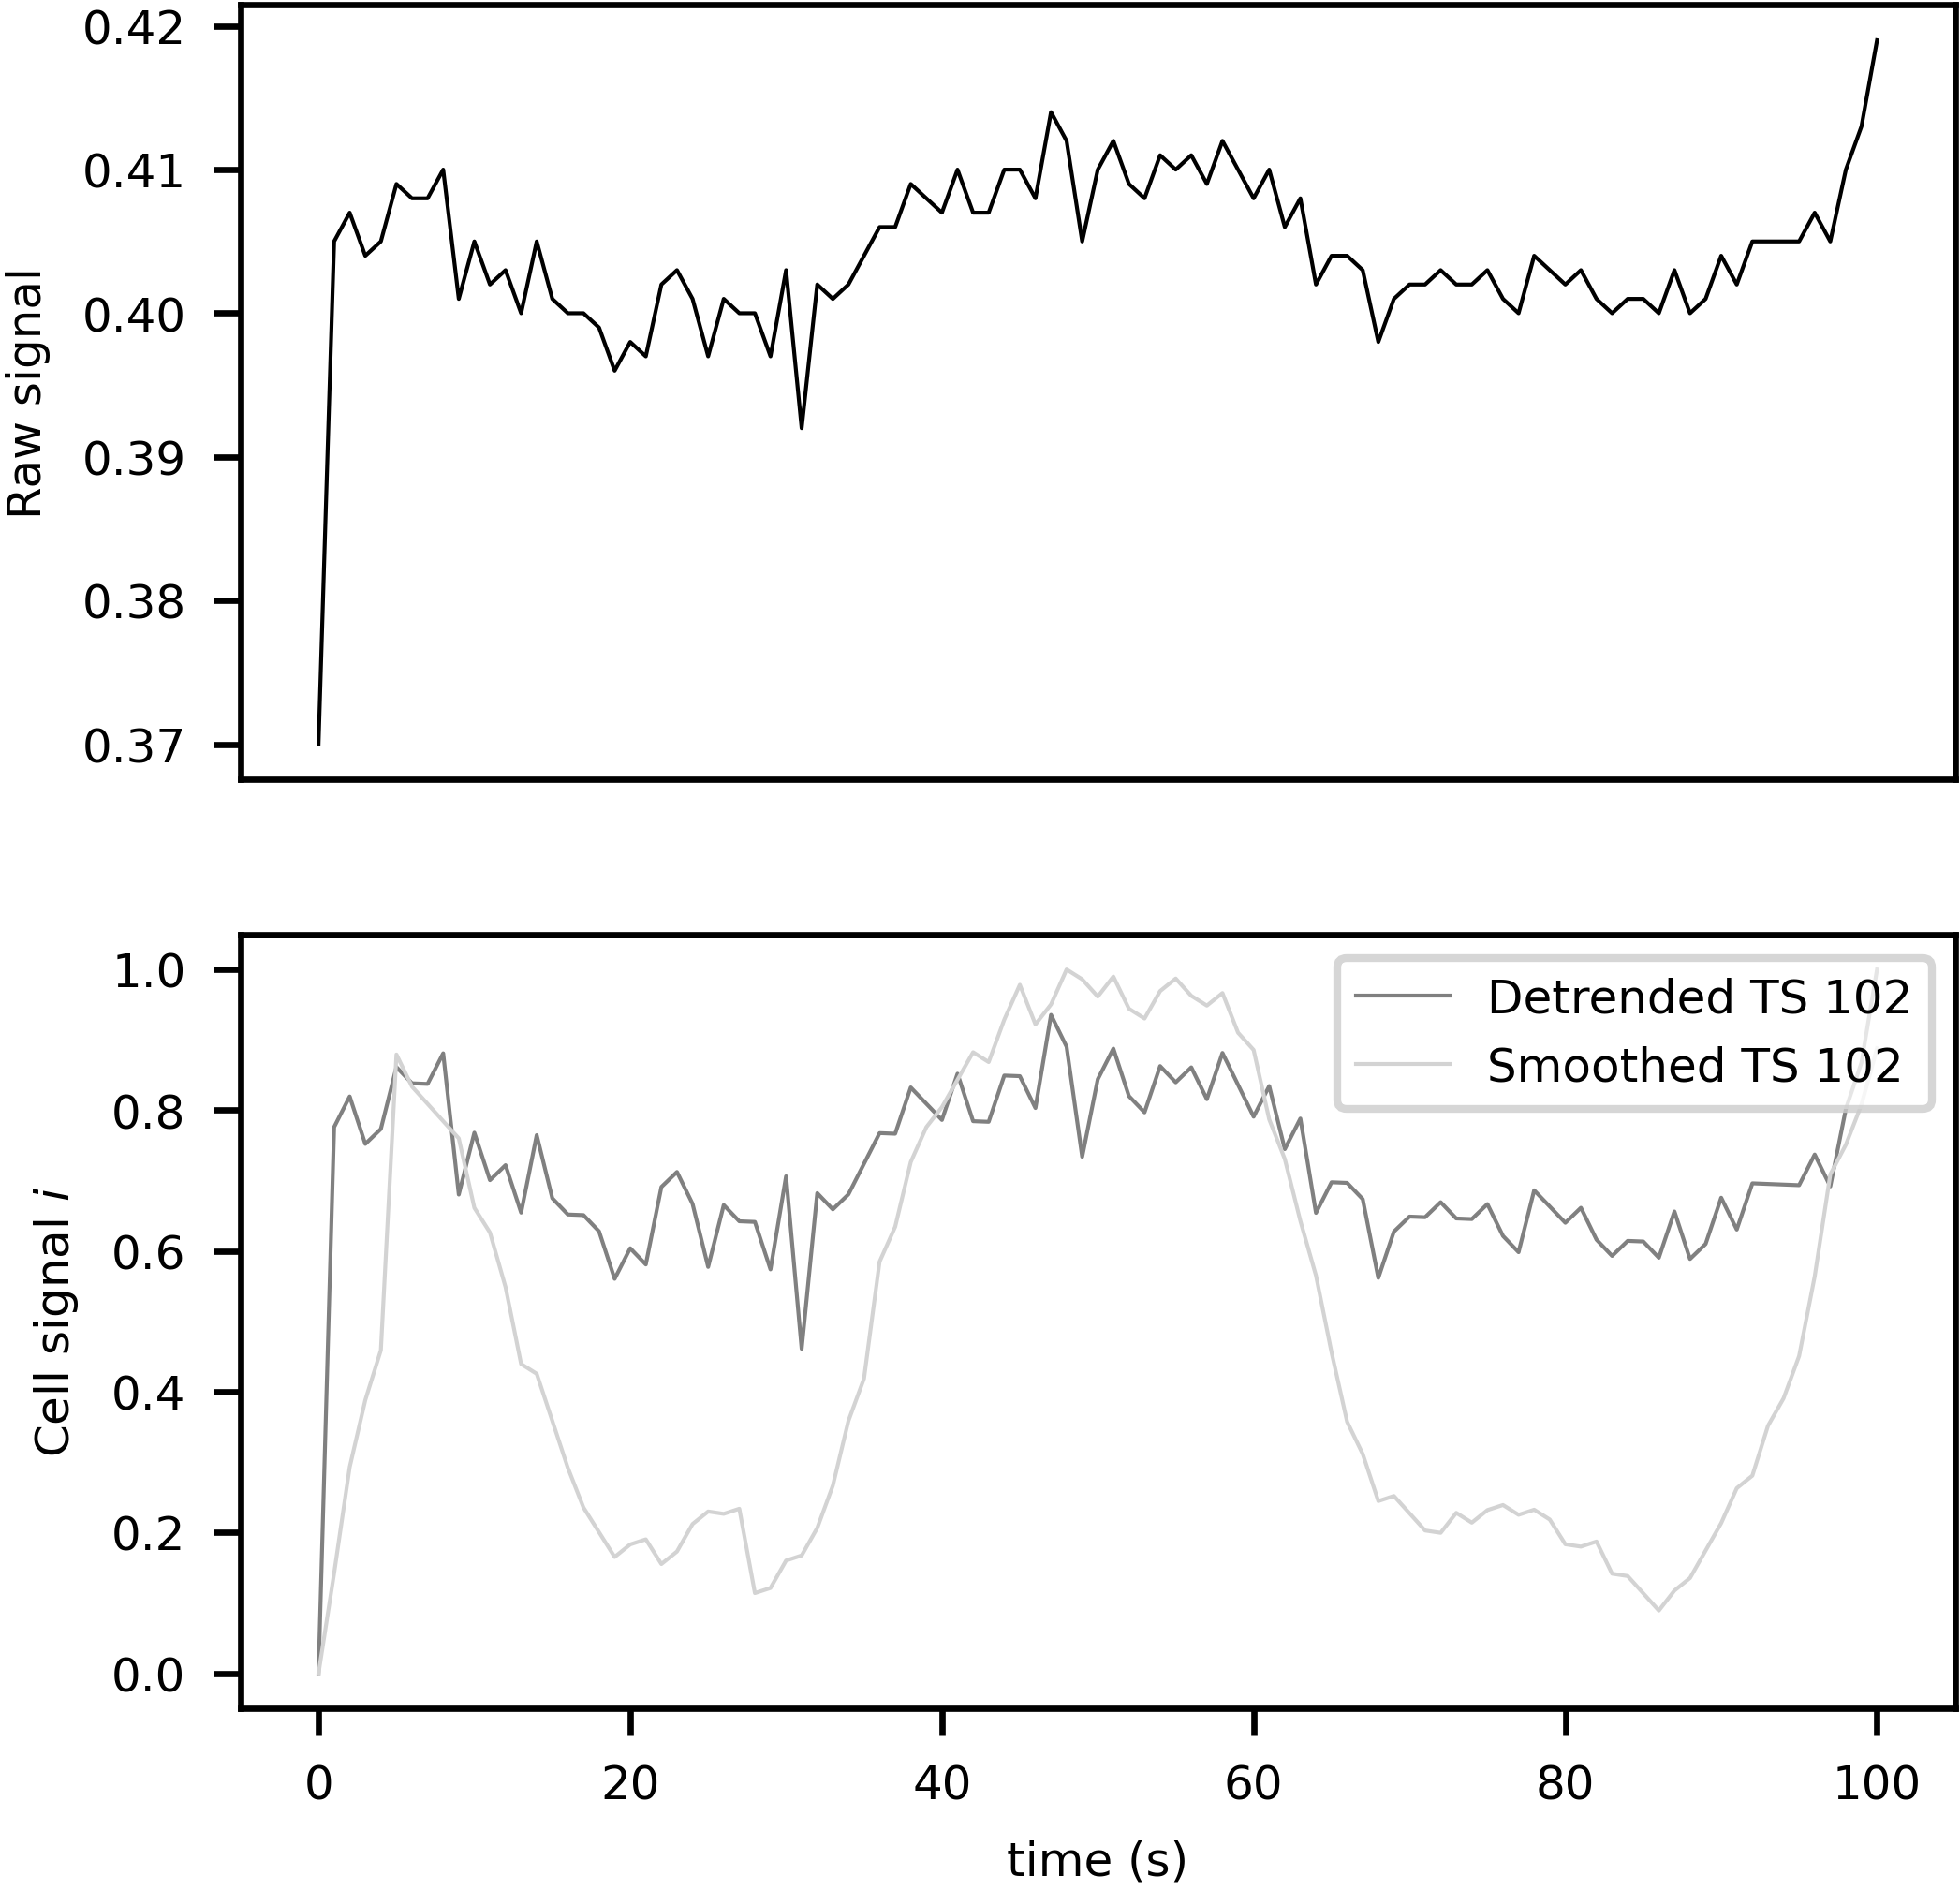 0.42
0.41
0.40
0.39
0.38
0.37
Raw signal
1.0
0.8
0.6
0.4
0.2
0.0
Cell signal i
Detrended TS 102
Smoothed TS 102
0 20 40 60 80 100
time (s)